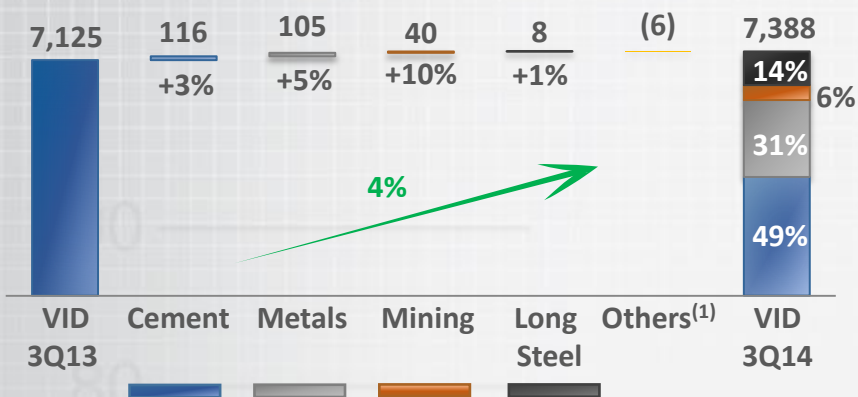 7,125 116 105 40 8 (6) 7,388
+3% +5% +10% +1%
14%
6%
31%
49%
4%
VID Cement Metals Mining Long Others(1) VID
3Q13 Steel 3Q14